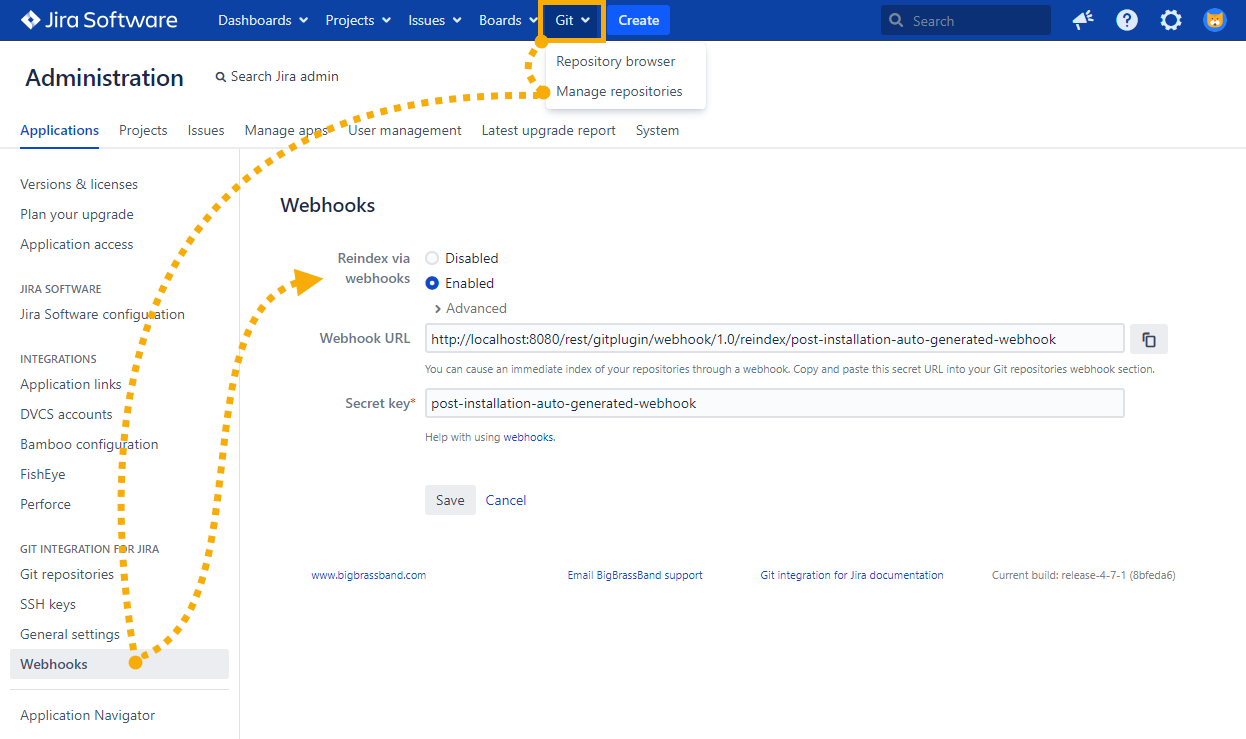 Jira Software Dashboards Projects Issues Boards Git Create Search
Repository browser
Manage repositories
Administration Search Jira admin
Applications Projects Issues Manage apps User management Latest upgrade report System
Versions & licenses
Plan your upgrade
Application access
JIRA SOFTWARE
Jira Software configuration
INTEGRATIONS
Application links
DVCS accounts
Bamboo configuration
FishEye
Perforce
GIT INTEGRATION FOR JIRA
Git repositories
SSH keys
General settings
Webhooks
Application Navigator
Webhooks
Reindex via
webhooks
Disabled
Enabled
Advanced
Webhook URL http://localhost:8080/rest/gitplugin/webhook/1.0/reindex/post-installation-auto-generated-webhook
You can cause an immediate index of your repositories through a webhook. Copy and paste this secret URL into your Git repositories webhook section.
Secret key* post-installation-auto-generated-webhook
Help with using webhooks.
Save Cancel
www.bigbrassband.com Email BigBrassBand support Git integration for Jira documentation Current build: release-4-7-1 (8bfeda6)